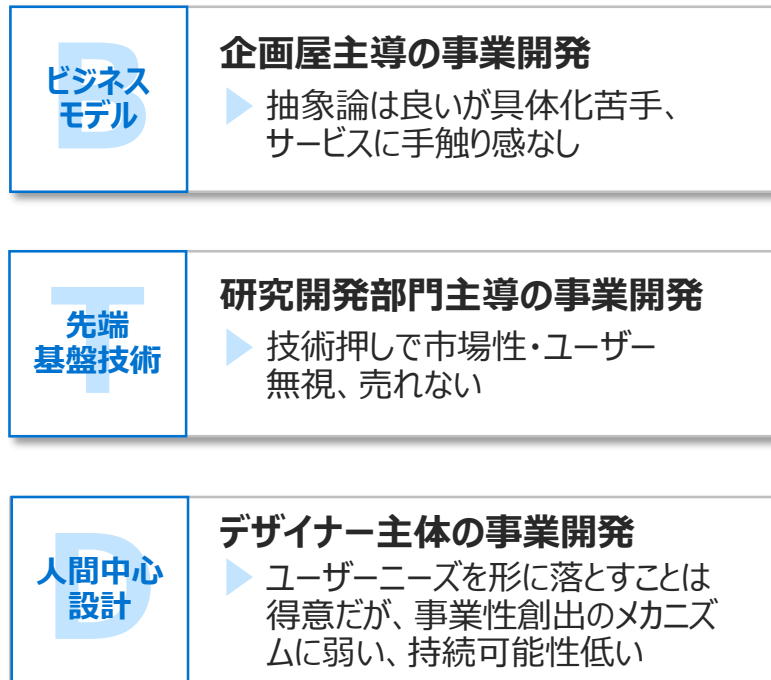 B
ビジネス
モデル
企画屋主導の事業開発
抽象論は良いが具体化苦手、
サービスに手触り感なし
T
先端
基盤技術
研究開発部門主導の事業開発
技術押しで市場性・ユーザー
無視、売れない
D
人間中心
設計
デザイナー主体の事業開発
ユーザーニーズを形に落とすことは
得意だが、事業性創出のメカニズ
ムに弱い、持続可能性低い